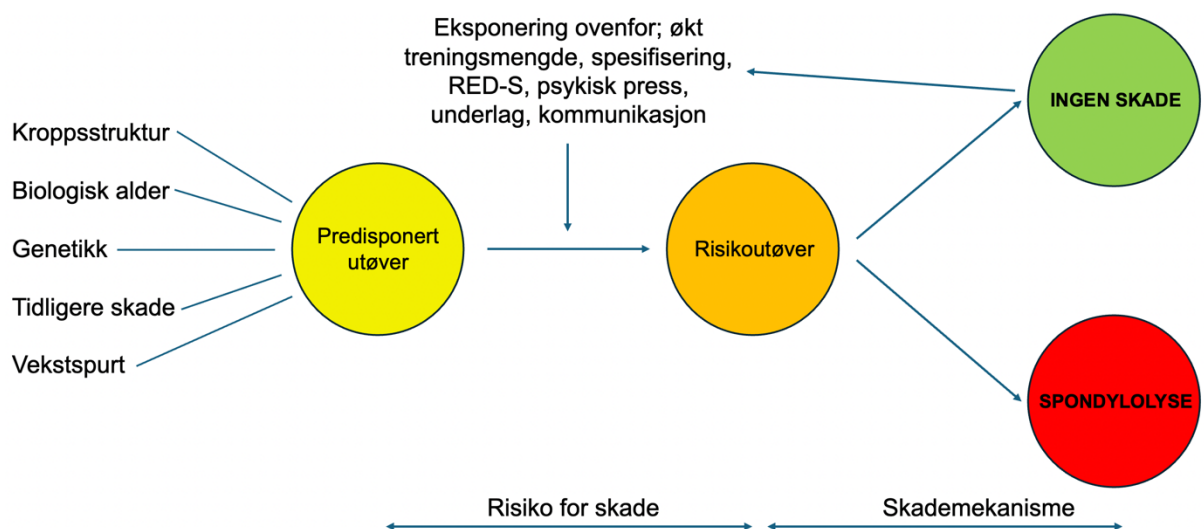 Eksponering ovenfor; økt
treningsmengde, spesifisering,
RED-S, psykisk press,
underlag, kommunikasjon
INGEN SKADE
Kroppsstruktur
Biologisk alder
Genetikk
Tidligere skade
Vekstspurt
Predisponert
utøver
Risikoutøver
SPONDYLOLYSE
Risiko for skade
Skademekanisme